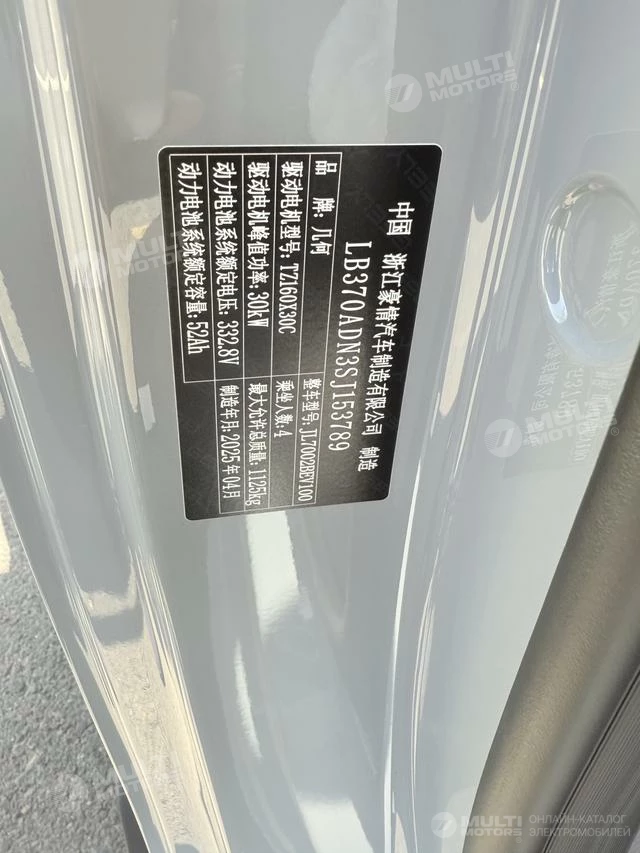 中国 浙江豪情汽车制造有限公司 制造
LB370ADN3SJ153789
品 牌:几何
整车型号:JL7002BEV100
驱动电机型号:TZ160X30C
乘坐人数:4
驱动电机峰值功率:30kW
最大允许总质量:1125kg
动力电池系统额定电压:332.8V
制造年月:2025年04月
动力电池系统额定容量:52Ah
MULTI MOTORS
MULTI MOTORS
MULTI MOTORS
ОНЛАЙН-КАТАЛОГ
ЭЛЕКТРОМОБИЛЕЙ